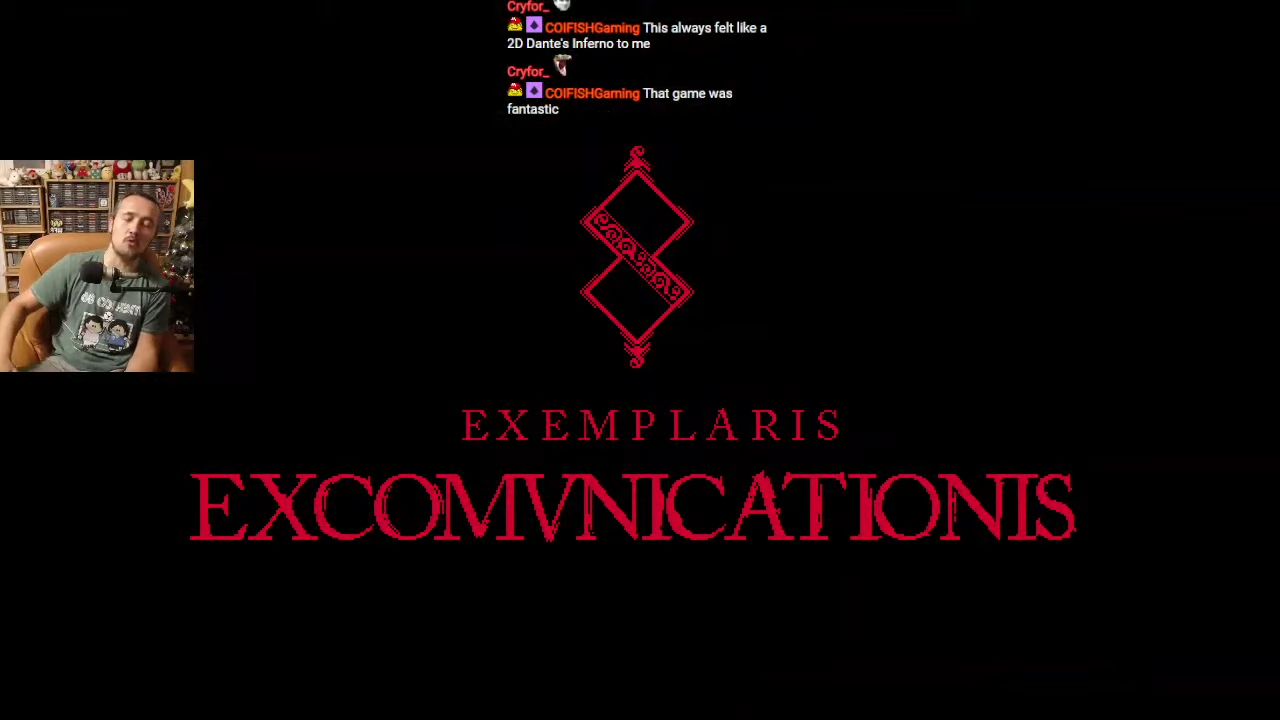 Cryfor_
COIFISHGaming This always felt like a
2D Dante's Inferno to me
Cryfor_
COIFISHGaming That game was
fantastic
EXEMPLARIS
EXCOMVNICATIONIS